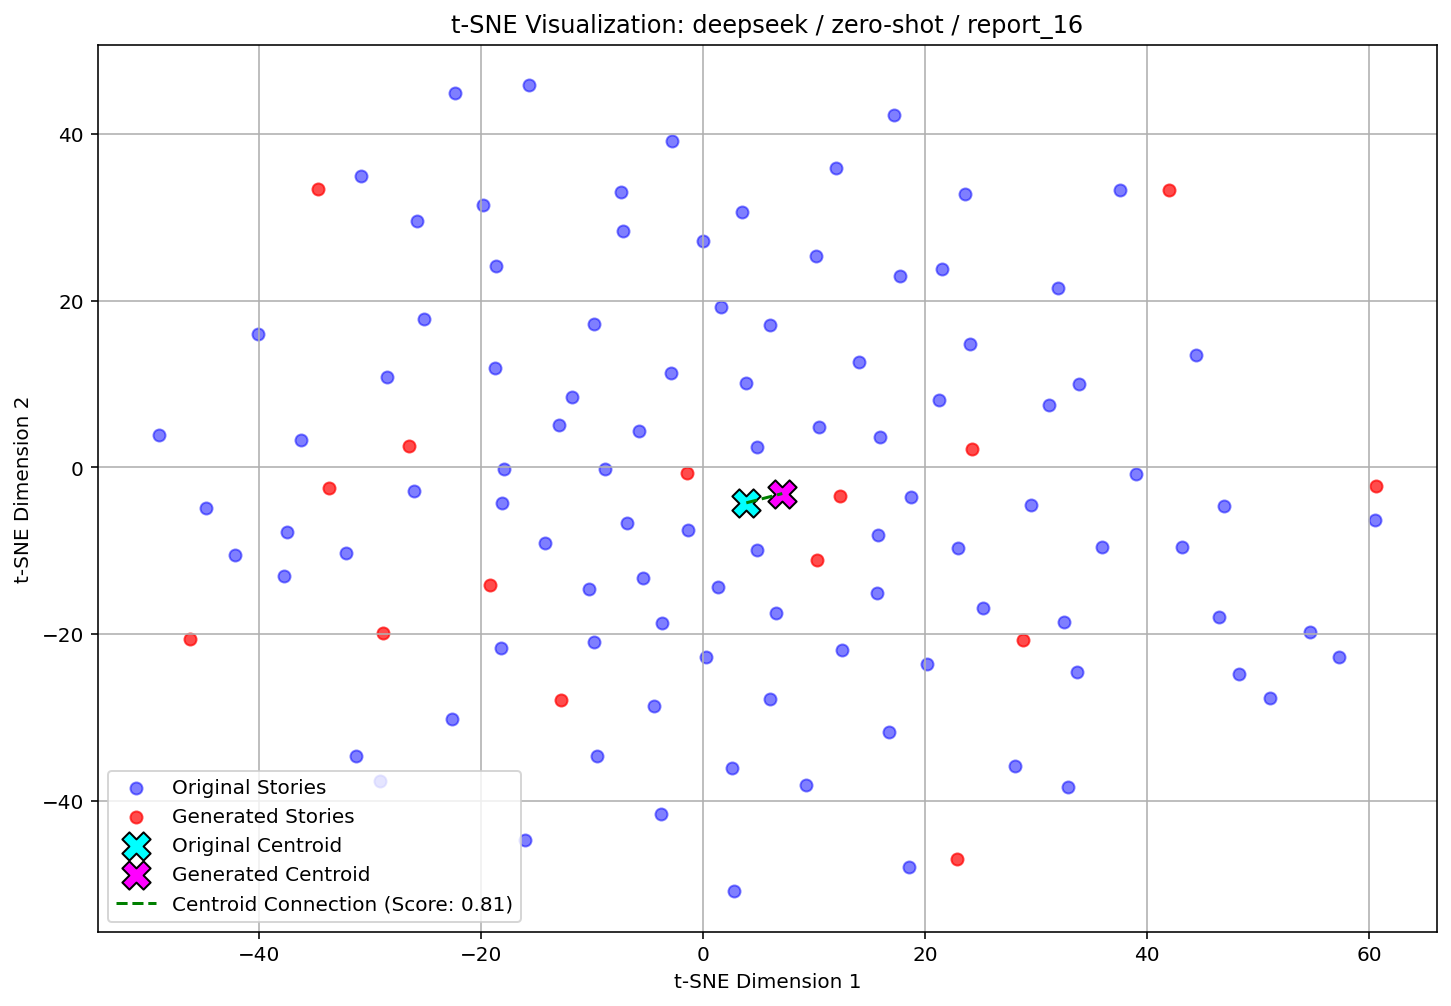 t-SNE Visualization: deepseek / zero-shot / report_16
40
20
0
−20
−40
t-SNE Dimension 2
Original Stories
Generated Stories
Original Centroid
Generated Centroid
Centroid Connection (Score: 0.81)
−40
−20
0
20
40
60
t-SNE Dimension 1